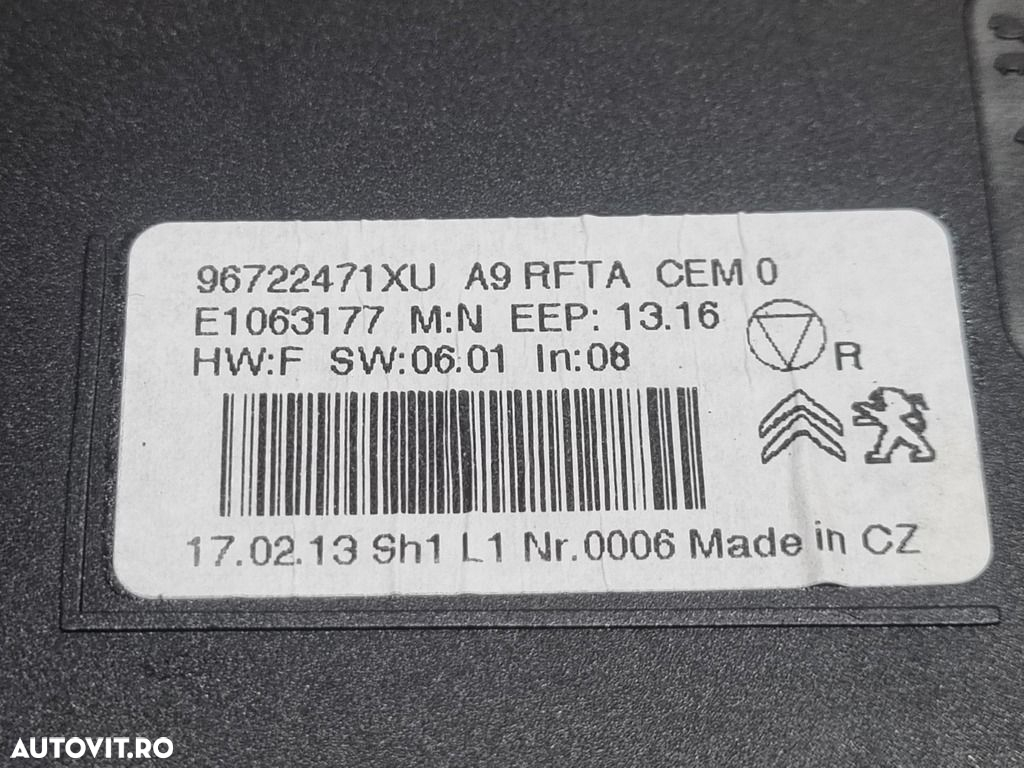 96722471XU A9 RFTA CEM 0
E1063177 M:N EEP: 13.16
HW:F SW:06.01 In:08
R
17.02.13 Sh1 L1 Nr.0006 Made in CZ
AUTOVIT.RO